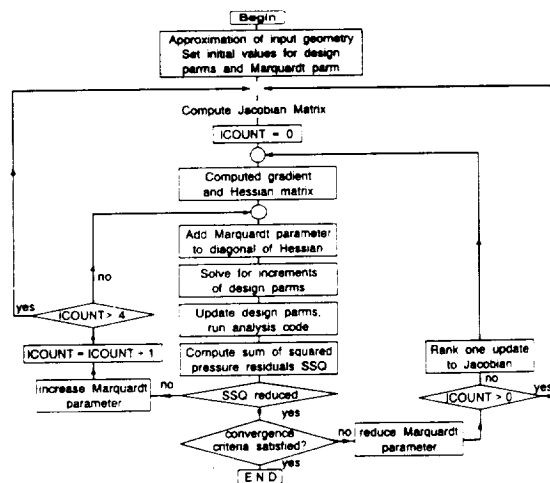 Begin
Approximation of input geometry
Set initial values for design
parms and Marquardt parm
Compute Jacobian Matrix
ICOUNT = 0
Computed gradient
and Hessian matrix
Add Marquardt parameter
to diagonal of Hessian
no
Solve for increments
of design parms
yes
ICOUNT> 4
Update design parms,
run analysis code
ICOUNT = ICOUNT + 1
Compute sum of squared
pressure residuals SSQ
Rank one update
to Jacobian
increase Marquardt
parameter
no
SSQ reduced
no
ICOUNT > 0
yes
yes
convergence
criteria satisfied?
no
reduce Marquardt
parameter
yes
END